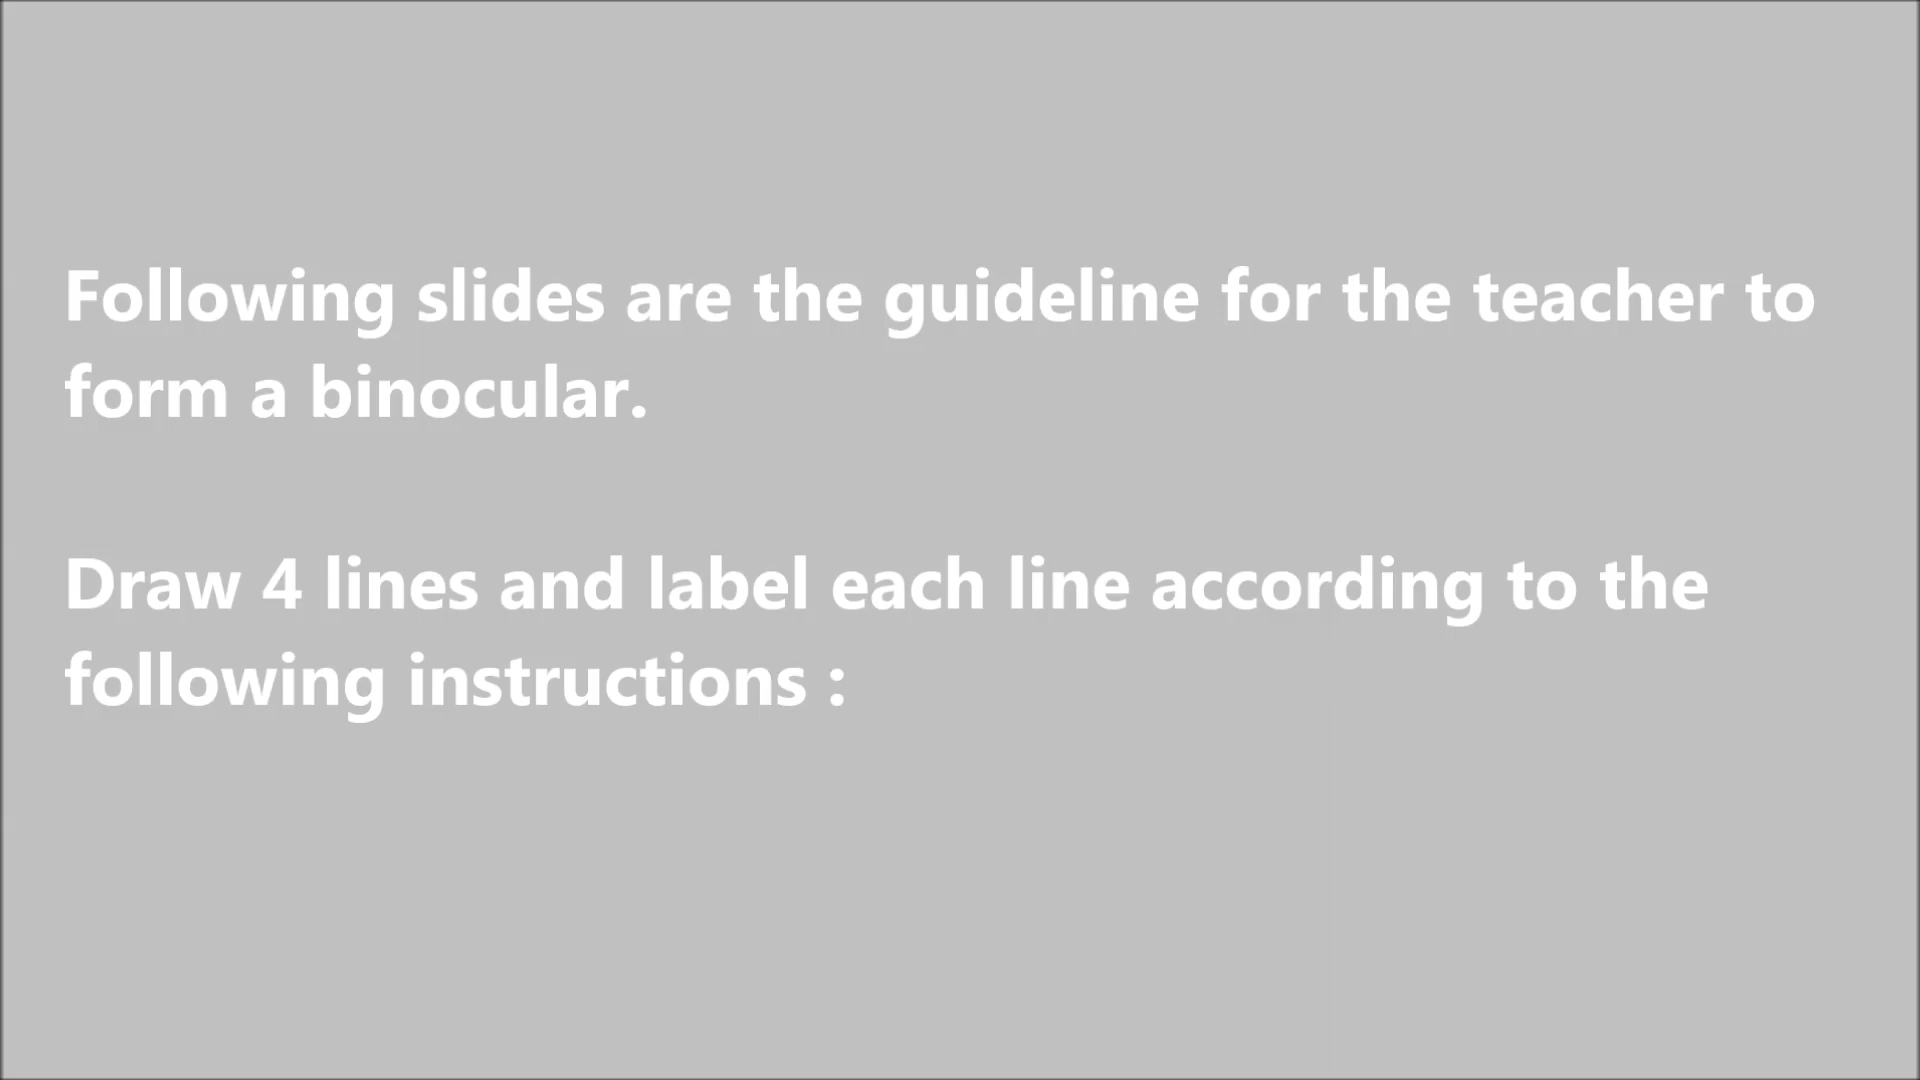 Following slides are the guideline for the teacher to
form a binocular.
Draw 4 lines and label each line according to the
following instructions :